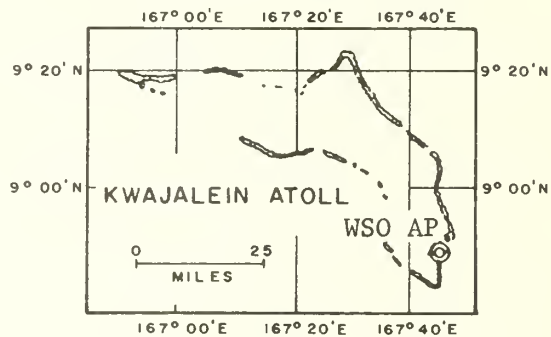 167° 00'E 167° 20'E 167° 40'E
9° 20'N 9° 20'N
9° 00'N 9° 00'N
KWAJALEIN ATOLL
WSO AP
0 25
MILES
167° 00'E 167° 20'E 167° 40'E